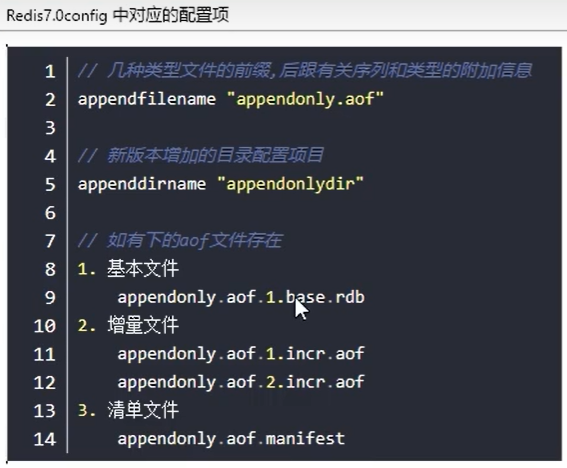 Redis7.0config 中对应的配置项
1 // 几种类型文件的前缀,后跟有关序列和类型的附加信息
2 appendfilename "appendonly.aof"
3
4 // 新版本增加的目录配置项目
5 appenddirname "appendonlydir"
6
7 // 如有下的aof文件存在
8 1. 基本文件
9 appendonly.aof.1.base.rdb
10 2. 增量文件
11 appendonly.aof.1.incr.aof
12 appendonly.aof.2.incr.aof
13 3. 清单文件
14 appendonly.aof.manifest